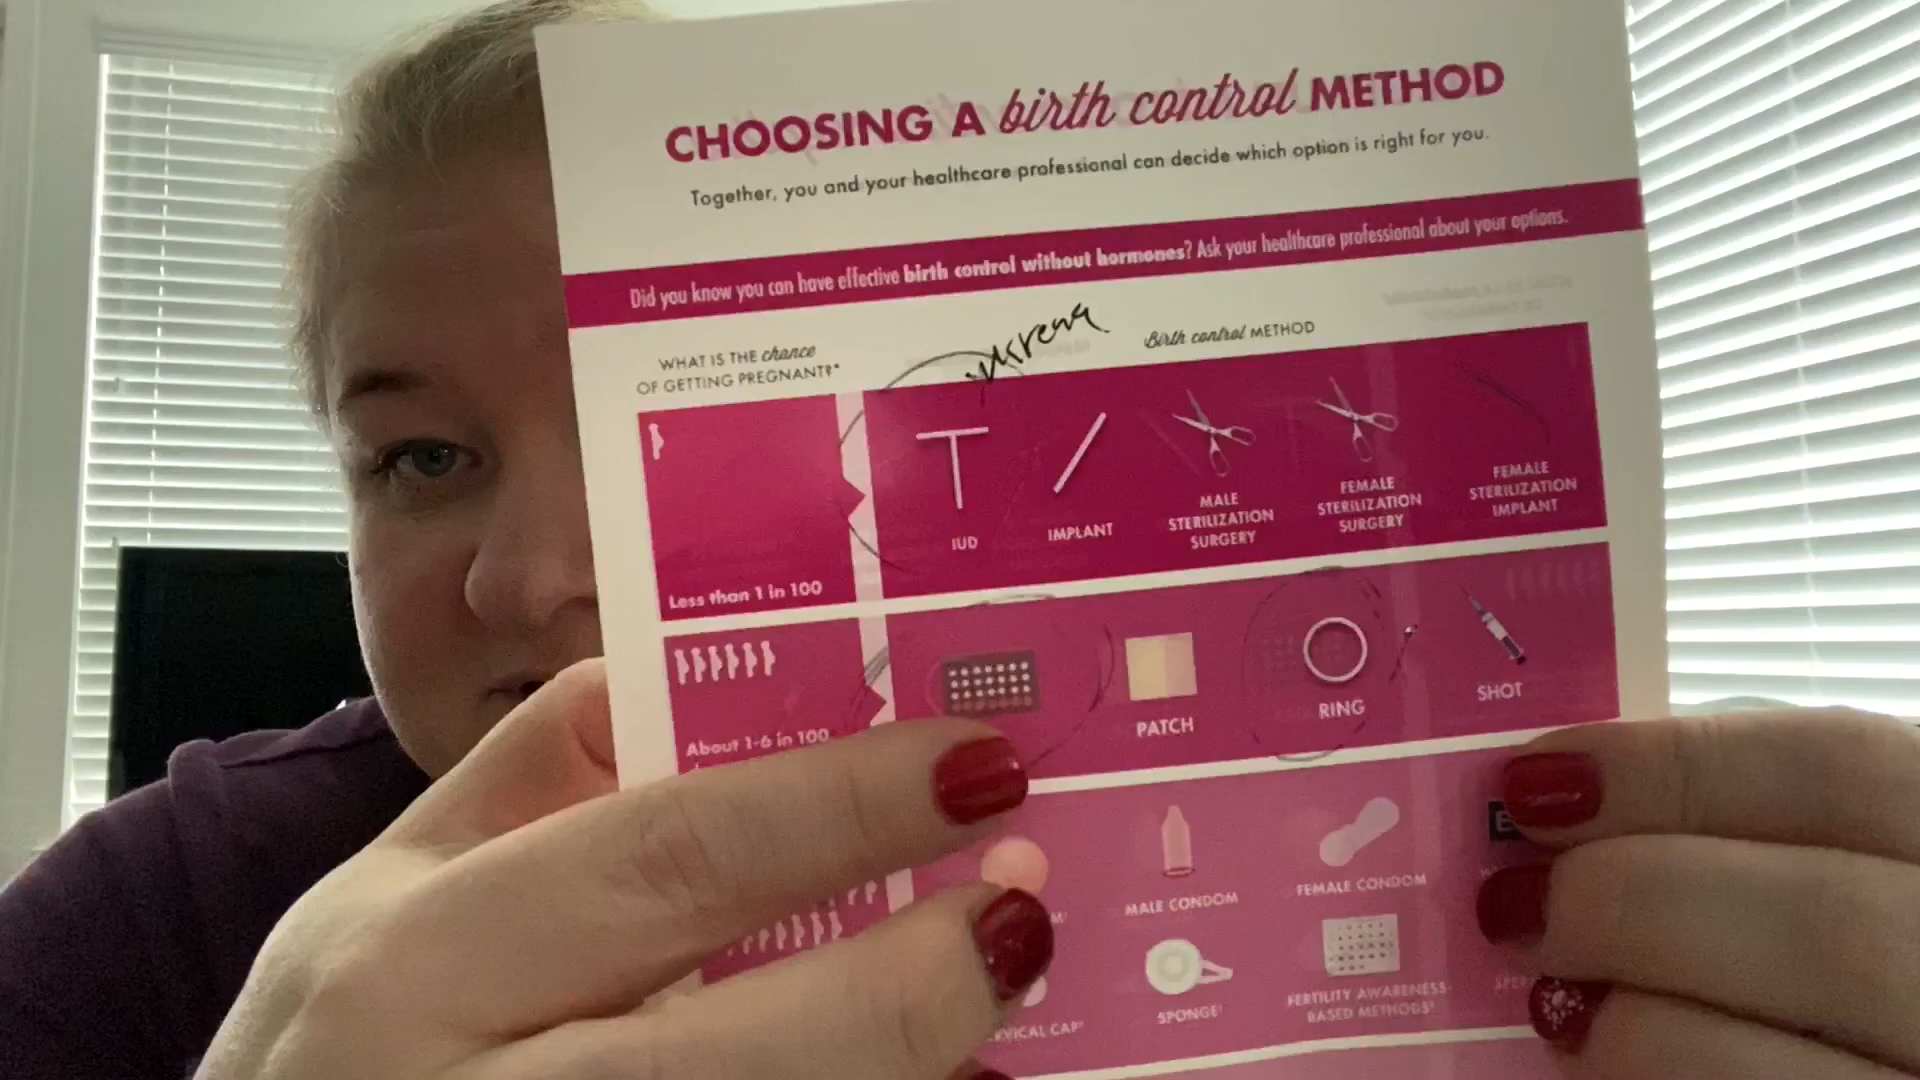 CHOOSING A birth control METHOD
Together, you and your healthcare professional can decide which option is right for you.
Did you know you can have effective birth control without hormones? Ask your healthcare professional about your options.
WHAT IS THE chance
OF GETTING PREGNANT?*
Birth control METHOD
IUD
IMPLANT
MALE
STERILIZATION
SURGERY
FEMALE
STERILIZATION
SURGERY
FEMALE
STERILIZATION
IMPLANT
Less than 1 in 100
PATCH
RING
SHOT
About 1-6 in 100
MALE CONDOM
FEMALE CONDOM
CAP
SPONGE
FERTILITY AWARENESS-
BASED METHODS